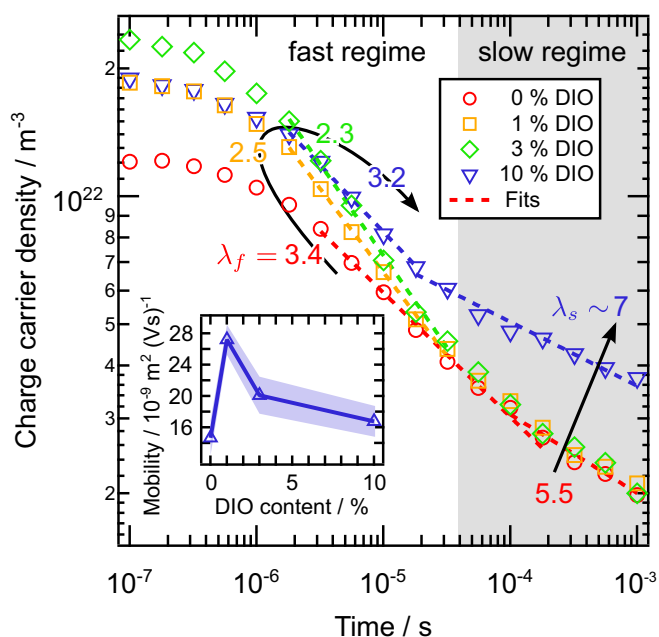 fast regime
slow regime
0 % DIO
1 % DIO
3 % DIO
10 % DIO
Fits
2.3
2.5
3.2
λf = 3.4
λs ~7
5.5
Charge carrier density / m-3
2
10²²
9
8
7
6
5
4
3
2
10⁻⁷
10⁻⁶
10⁻⁵
10⁻⁴
10⁻³
Time / s
Mobility / 10⁻⁹ m² (Vs)⁻¹
28
24
20
16
0
5
10
DIO content / %